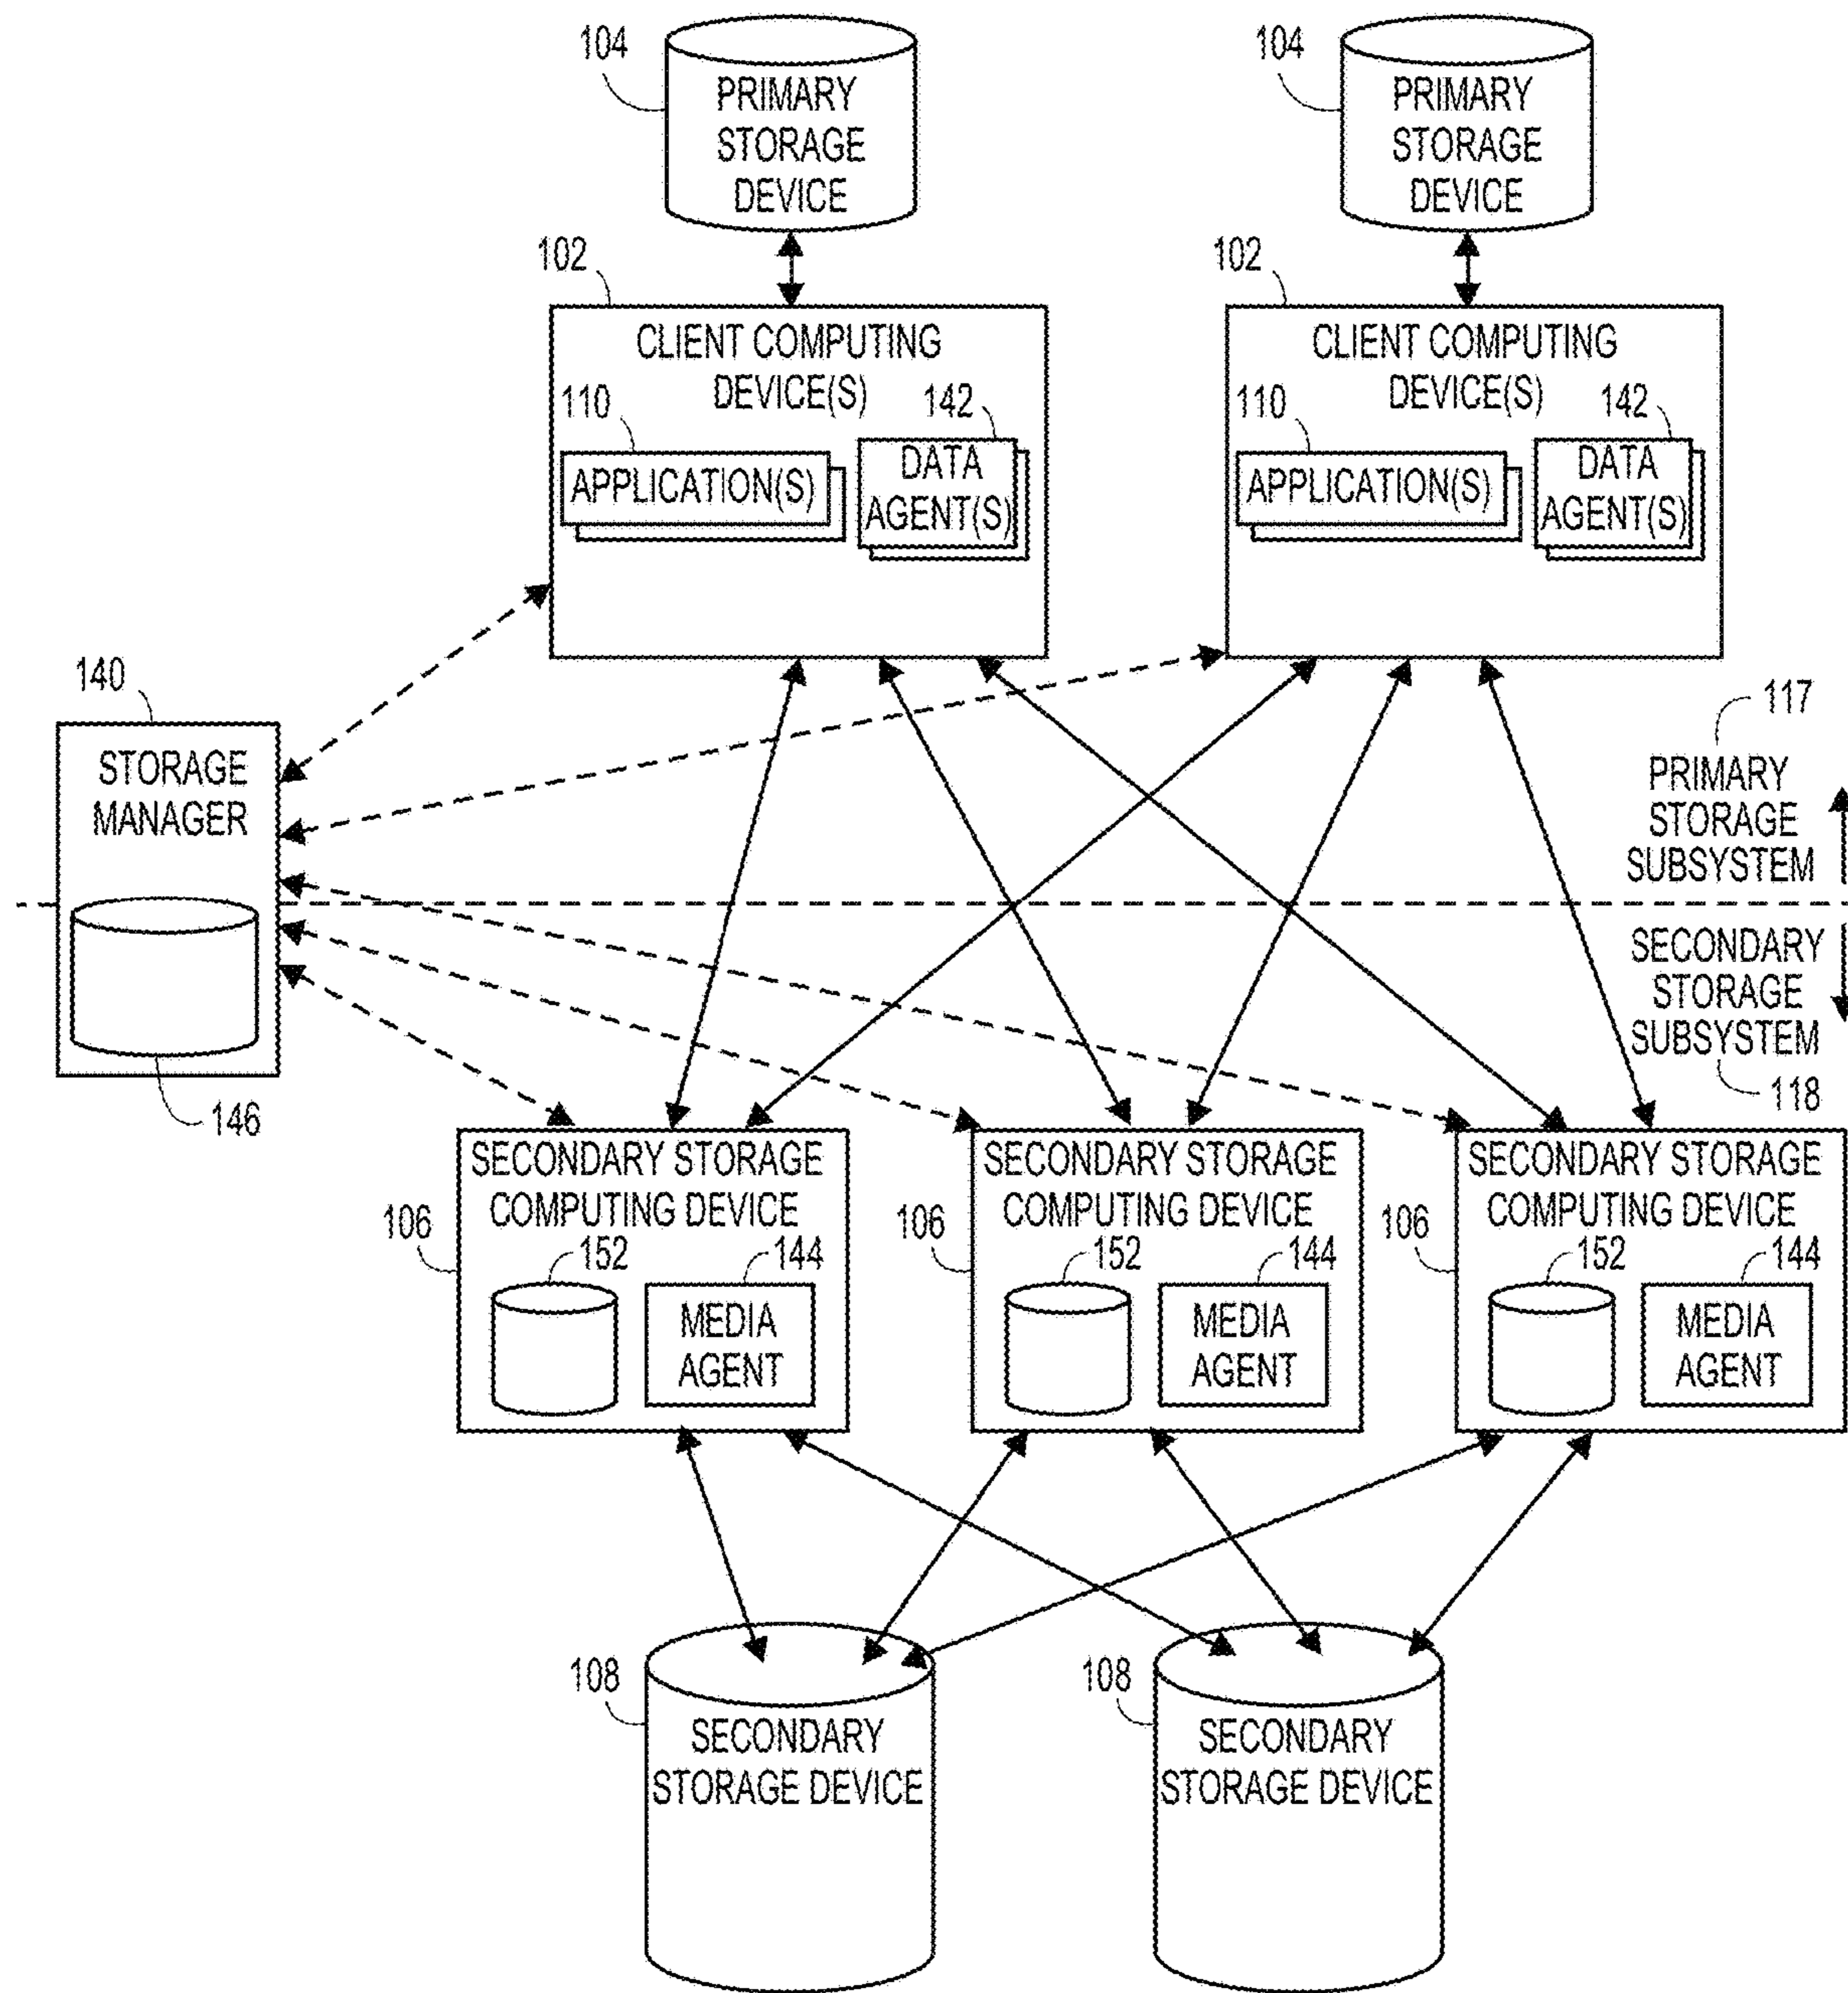 104
PRIMARY
STORAGE
DEVICE
104
PRIMARY
STORAGE
DEVICE
102
CLIENT COMPUTING
DEVICE(S)
110
142
APPLICATION(S)
DATA
AGENT(S)
102
CLIENT COMPUTING
DEVICE(S)
110
142
APPLICATION(S)
DATA
AGENT(S)
140
STORAGE
MANAGER
146
117
PRIMARY
STORAGE
SUBSYSTEM
SECONDARY
STORAGE
SUBSYSTEM
118
SECONDARY STORAGE
COMPUTING DEVICE
106
152
144
MEDIA
AGENT
SECONDARY STORAGE
COMPUTING DEVICE
106
152
144
MEDIA
AGENT
SECONDARY STORAGE
COMPUTING DEVICE
106
152
144
MEDIA
AGENT
108
SECONDARY
STORAGE DEVICE
108
SECONDARY
STORAGE DEVICE